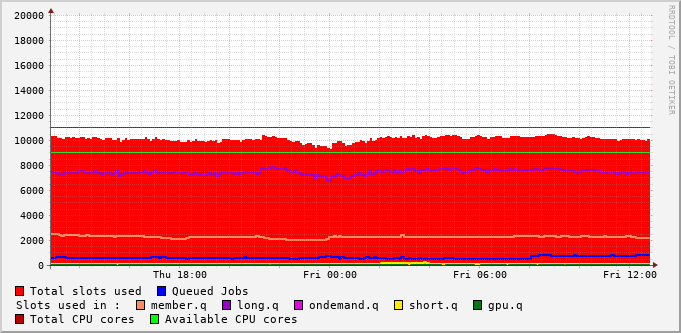 20000
18000
16000
14000
12000
10000
8000
6000
4000
2000
0
Thu 18:00 Fri 00:00 Fri 06:00 Fri 12:00
Total slots used Queued Jobs
Slots used in : member.q long.q ondemand.q short.q gpu.q
Total CPU cores Available CPU cores
RRDTOOL / TOBI OETIKER